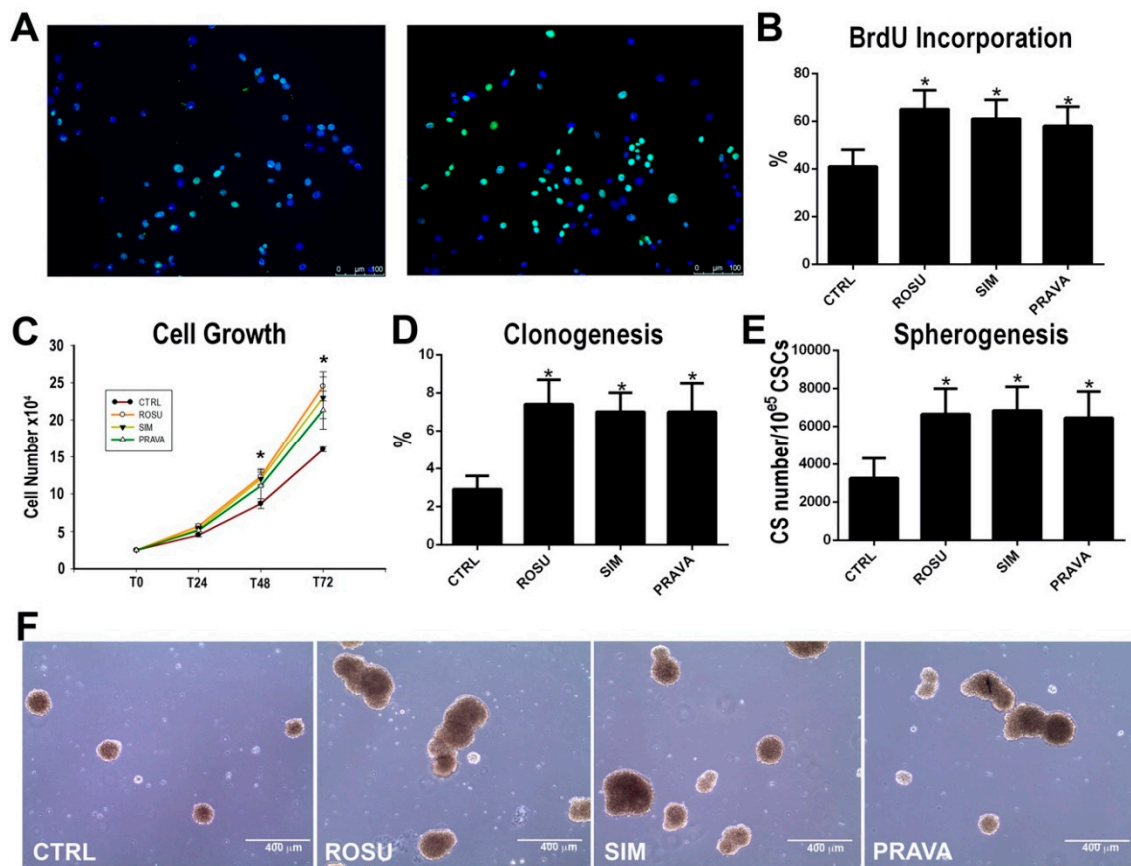 A
0 µm 100
0 µm 100
B
BrdU Incorporation
%
80
60
40
20
0
*
*
*
CTRL
ROSU
SIM
PRAVA
C
Cell Growth
Cell Number x10⁴
30
25
20
15
10
5
0
CTRL
ROSU
SIM
PRAVA
*
*
T0
T24
T48
T72
D
Clonogenesis
%
10
8
6
4
2
0
*
*
*
CTRL
ROSU
SIM
PRAVA
E
Spherogenesis
CS number/10ᵉ⁵ CSCs
10000
8000
6000
4000
2000
0
*
*
*
CTRL
ROSU
SIM
PRAVA
F
CTRL
400 µm
ROSU
400 µm
SIM
400 µm
PRAVA
400 µm